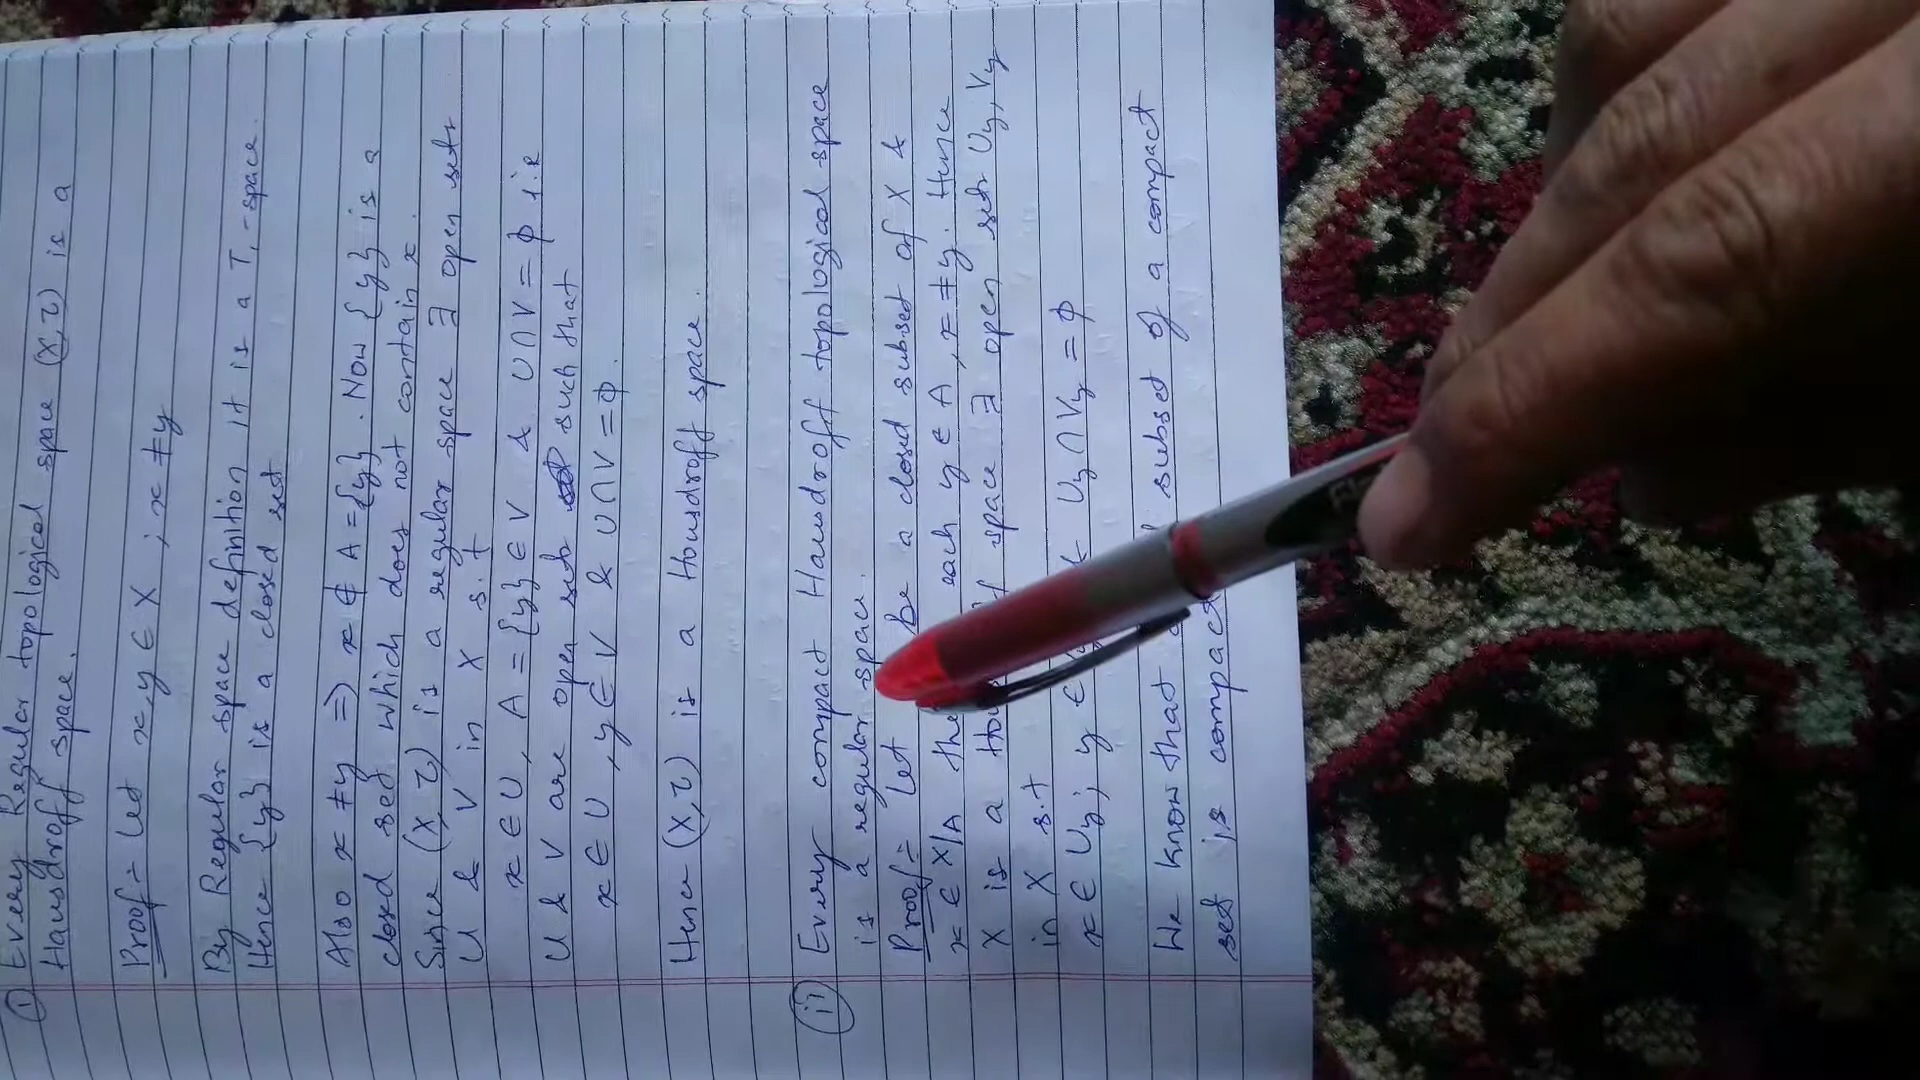 ① Every Regular topological space (X, τ) is a
Hausdroff space.
Proof:- Let x, y ∈ X ; x ≠ y
By Regular space definition it is a T₁-space.
Hence {y} is a closed set
Also x ≠ y ⇒ x ∉ A = {y}. Now {y} is a
closed set which does not contain x.
Since (X, τ) is a regular space ∃ open sets
U & V in X s.t
x ∈ U, A = {y} ∈ V & U ∩ V = φ i.e
U & V are open sets such that
x ∈ U, y ∈ V & U ∩ V = φ.
Hence (X, τ) is a Housdroff space.
(ii) Every compact Hausdroff topological space
is a regular space.
Proof:- Let be a closed subset of X &
x ∈ X|A each y ∈ A, x ≠ y. Hence
X is a space ∃ open sets Uy, Vy
in X s.t
x ∈ Uy ; y ∈ Uy ∩ Vy = φ
We know that subset of a compact
set is compact